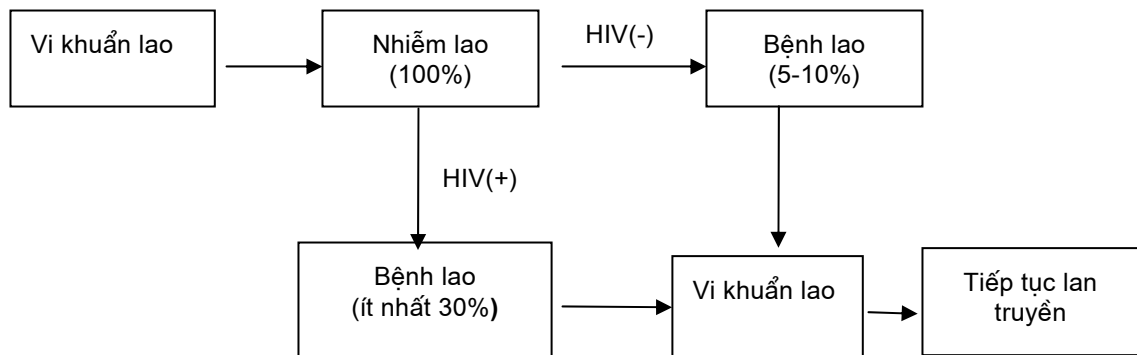 Vi khuẩn lao
Nhiễm lao
(100%)
HIV(-)
Bệnh lao
(5-10%)
HIV(+)
Bệnh lao
(ít nhất 30%)
Vi khuẩn lao
Tiếp tục lan
truyền